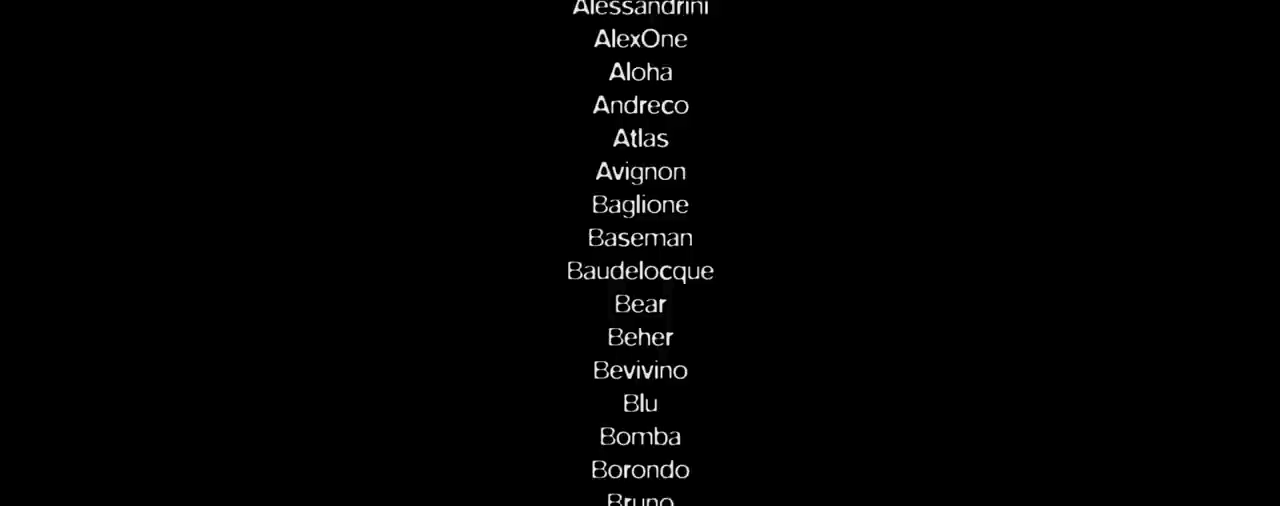 Alessandrini
AlexOne
Aloha
Andreco
Atlas
Avignon
Baglione
Baseman
Baudelocque
Bear
Beher
Bevivino
Blu
Bomba
Borondo
Bruno